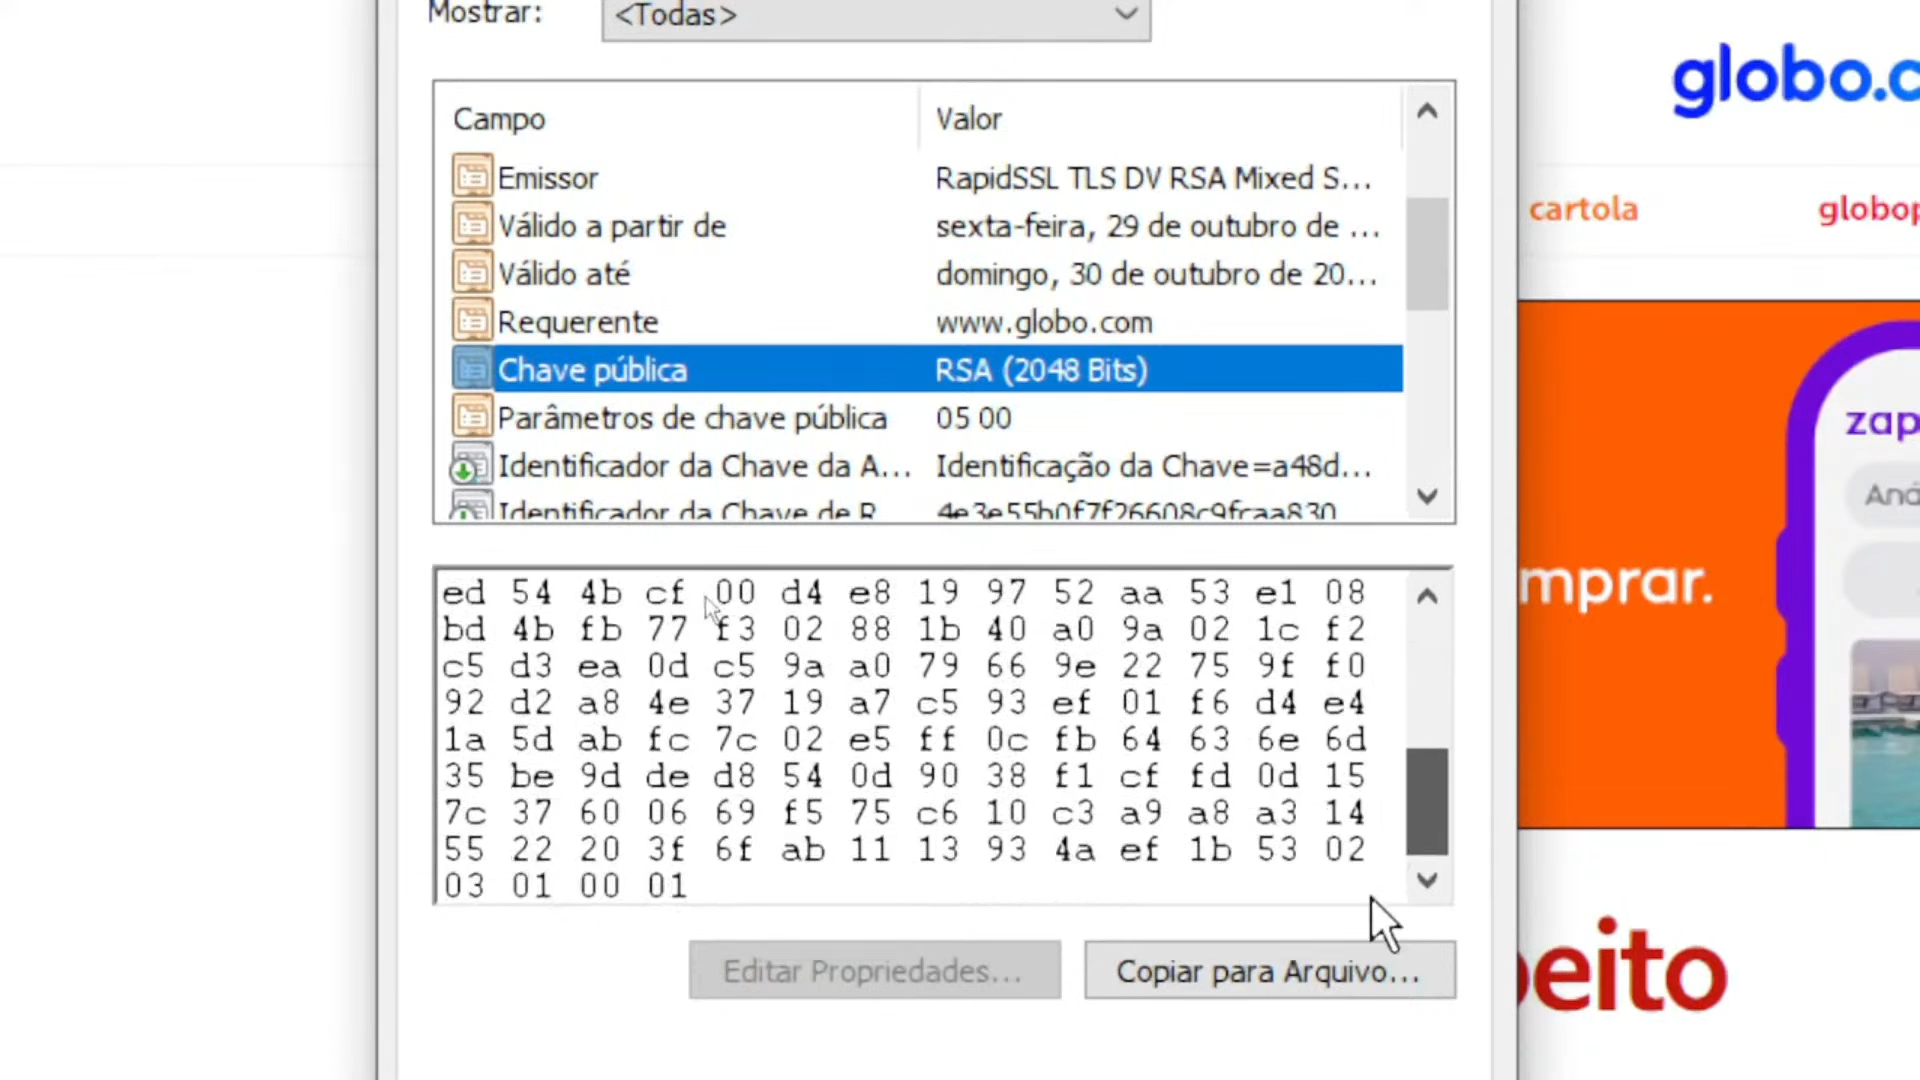 Mostrar: <Todas>
Campo Valor
Emissor RapidSSL TLS DV RSA Mixed S...
Válido a partir de sexta-feira, 29 de outubro de ...
Válido até domingo, 30 de outubro de 20...
Requerente www.globo.com
Chave pública RSA (2048 Bits)
Parâmetros de chave pública 05 00
Identificador da Chave da A... Identificação da Chave=a48d...
Identificador da Chave de R 4e3e55b0f7f26608c9fcaa830
ed 54 4b cf 00 d4 e8 19 97 52 aa 53 e1 08
bd 4b fb 77 f3 02 88 1b 40 a0 9a 02 1c f2
c5 d3 ea 0d c5 9a a0 79 66 9e 22 75 9f f0
92 d2 a8 4e 37 19 a7 c5 93 ef 01 f6 d4 e4
1a 5d ab fc 7c 02 e5 ff 0c fb 64 63 6e 6d
35 be 9d de d8 54 0d 90 38 f1 cf fd 0d 15
7c 37 60 06 69 f5 75 c6 10 c3 a9 a8 a3 14
55 22 20 3f 6f ab 11 13 93 4a ef 1b 53 02
03 01 00 01
Editar Propriedades... Copiar para Arquivo...
globo.c
cartola globop
zap
Aná
mprar.
peito